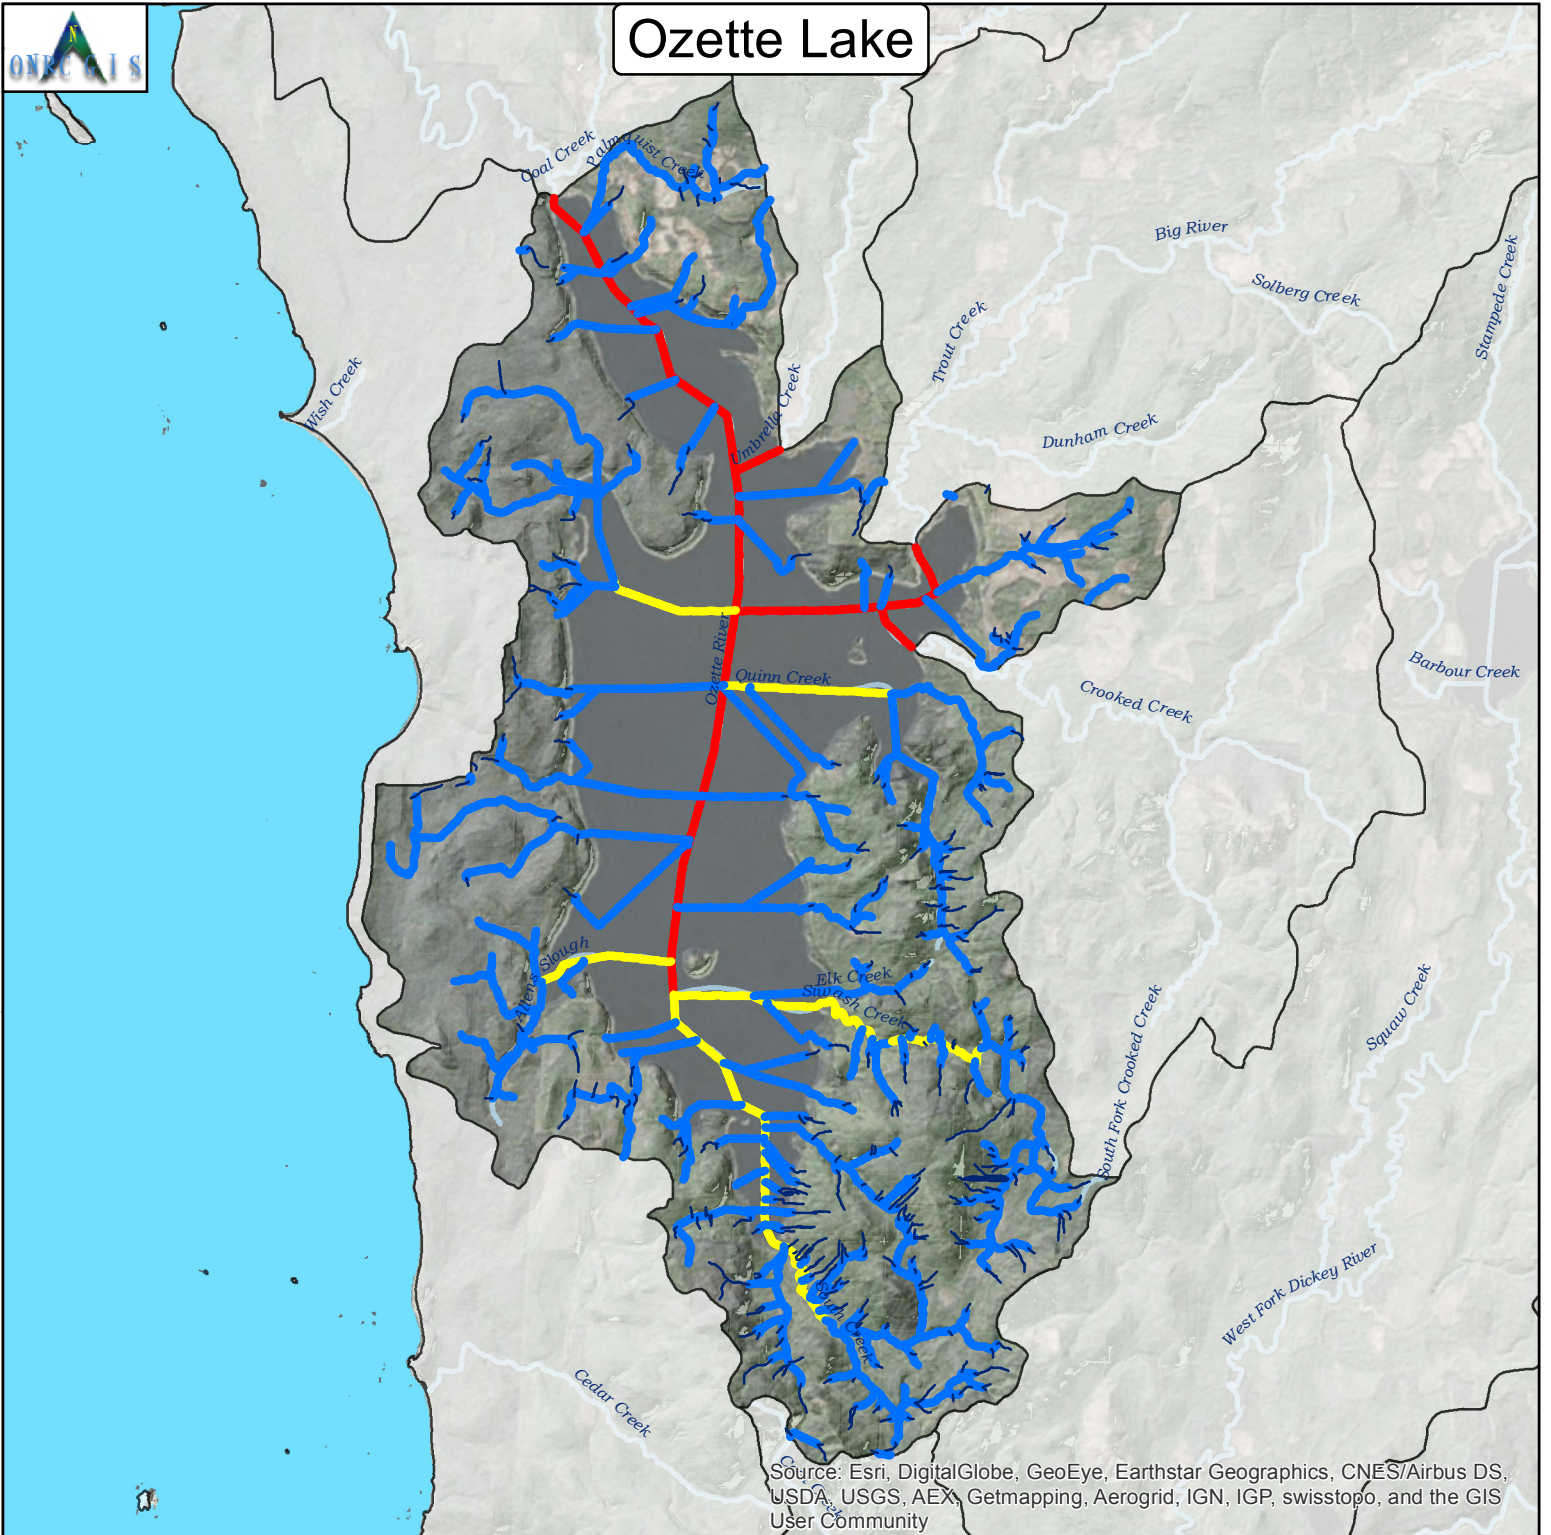 N
ONRC GIS
Ozette Lake
Coal Creek
Palmquist Creek
Big River
Solberg Creek
Stampede Creek
Trout Creek
Wish Creek
Umbrella Creek
Dunham Creek
Ozette River
Quinn Creek
Barbour Creek
Crooked Creek
Allens Slough
Elk Creek
Siwash Creek
Squaw Creek
South Fork Crooked Creek
West Fork Dickey River
South Creek
Cedar Creek
Source: Esri, DigitalGlobe, GeoEye, Earthstar Geographics, CNES/Airbus DS,
USDA, USGS, AEX, Getmapping, Aerogrid, IGN, IGP, swisstopo, and the GIS
User Community